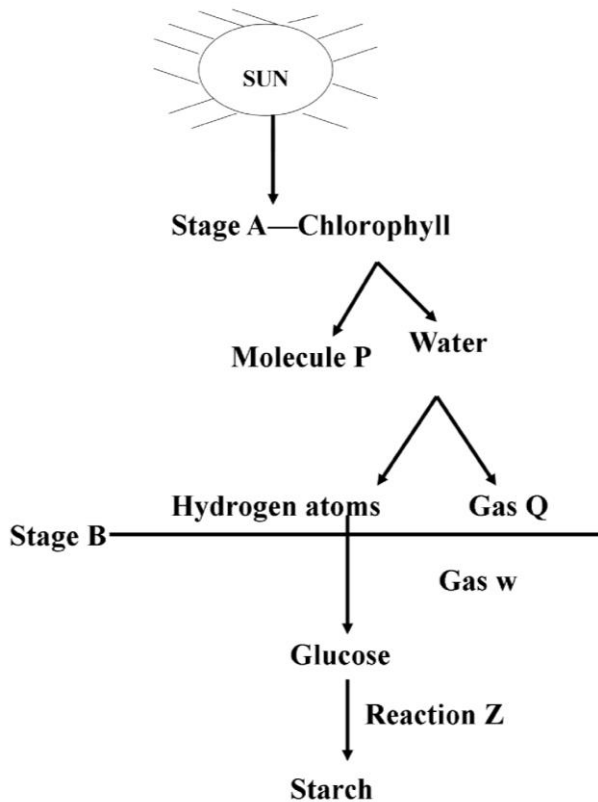 SUN
Stage A—Chlorophyll
Molecule P
Water
Hydrogen atoms
Gas Q
Stage B
Gas w
Glucose
Reaction Z
Starch